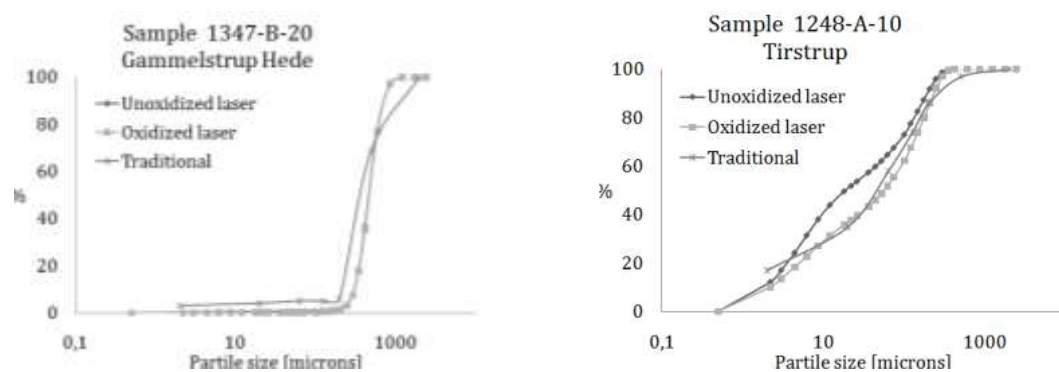 Sample 1347-B-20
Gammelstrup Hede
100
80
60
40
20
0
%
Unoxidized laser
Oxidized laser
Traditional
0,1
10
1000
Partile size [microns]
Sample 1248-A-10
Tirstrup
100
80
60
40
20
0
%
Unoxidized laser
Oxidized laser
Traditional
0,1
10
1000
Partile size [microns]